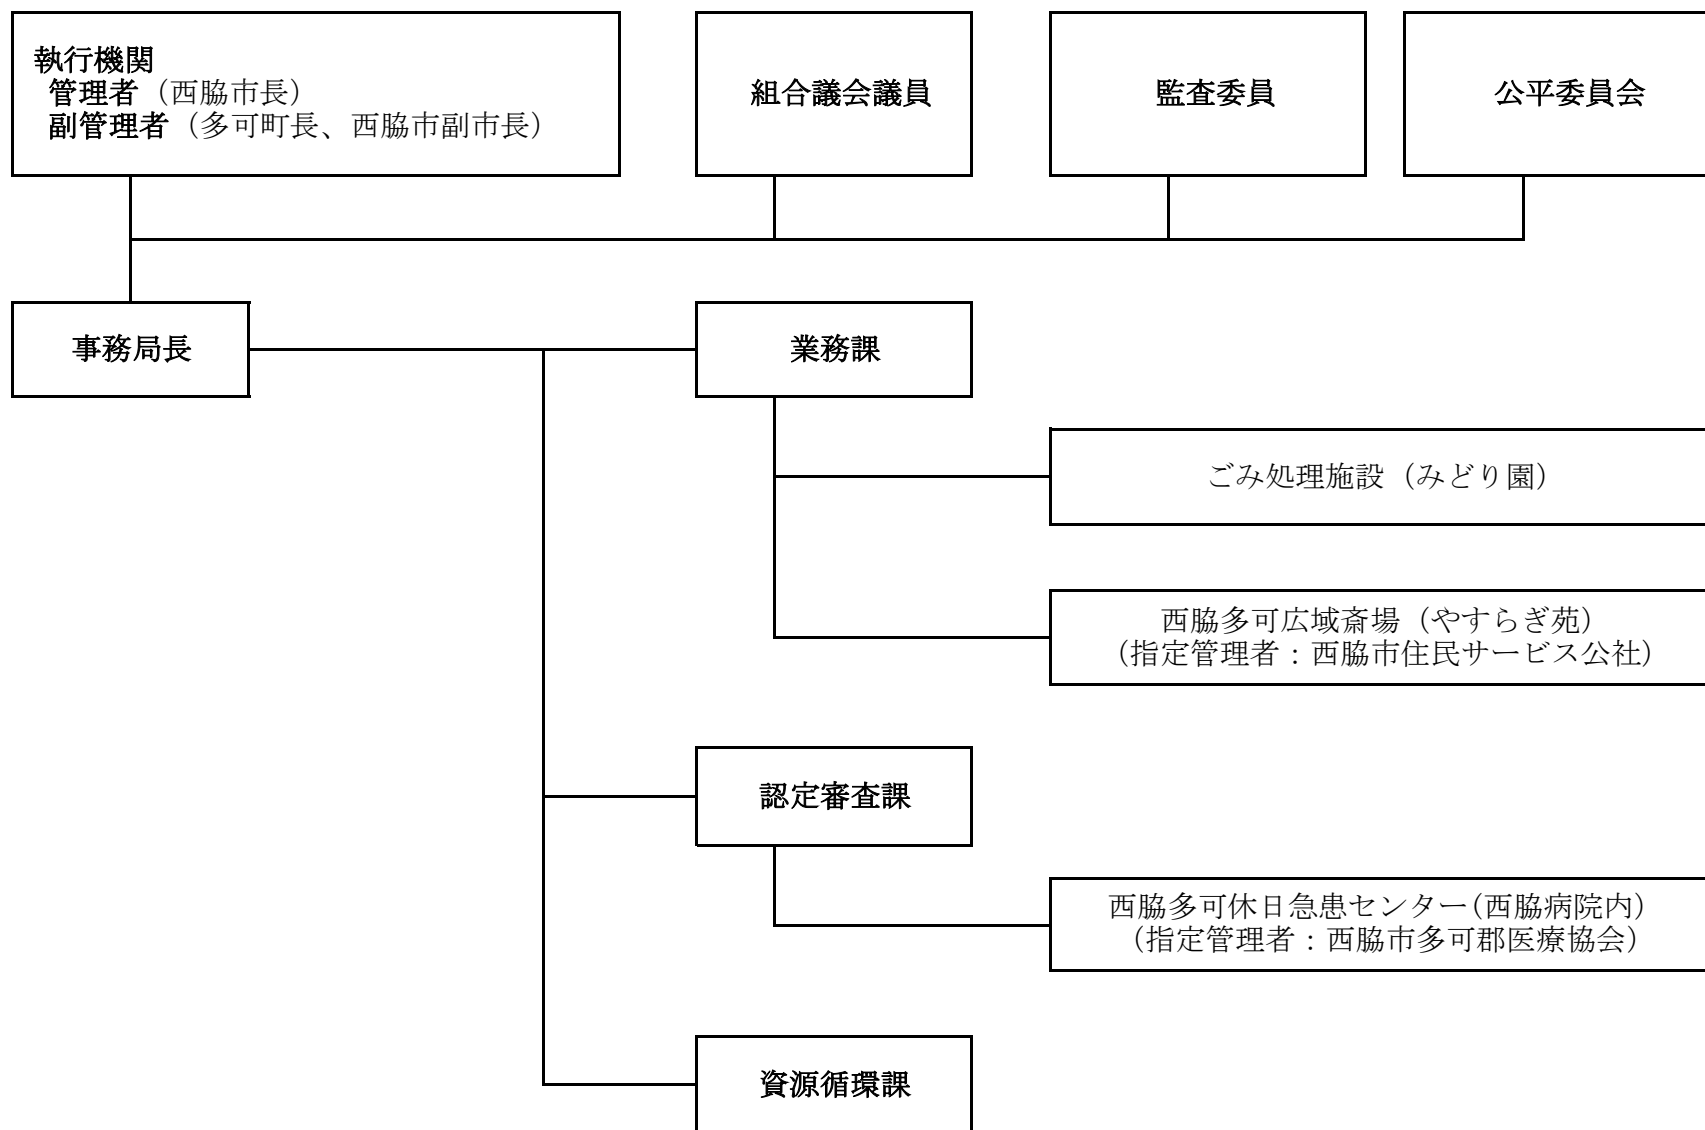 執行機関
管理者（西脇市長）
副管理者（多可町長、西脇市副市長）
組合議会議員
監査委員
公平委員会
事務局長
業務課
ごみ処理施設（みどり園）
西脇多可広域斎場（やすらぎ苑）
（指定管理者：西脇市住民サービス公社）
認定審査課
西脇多可休日急患センター（西脇病院内）
（指定管理者：西脇市多可郡医療協会）
資源循環課